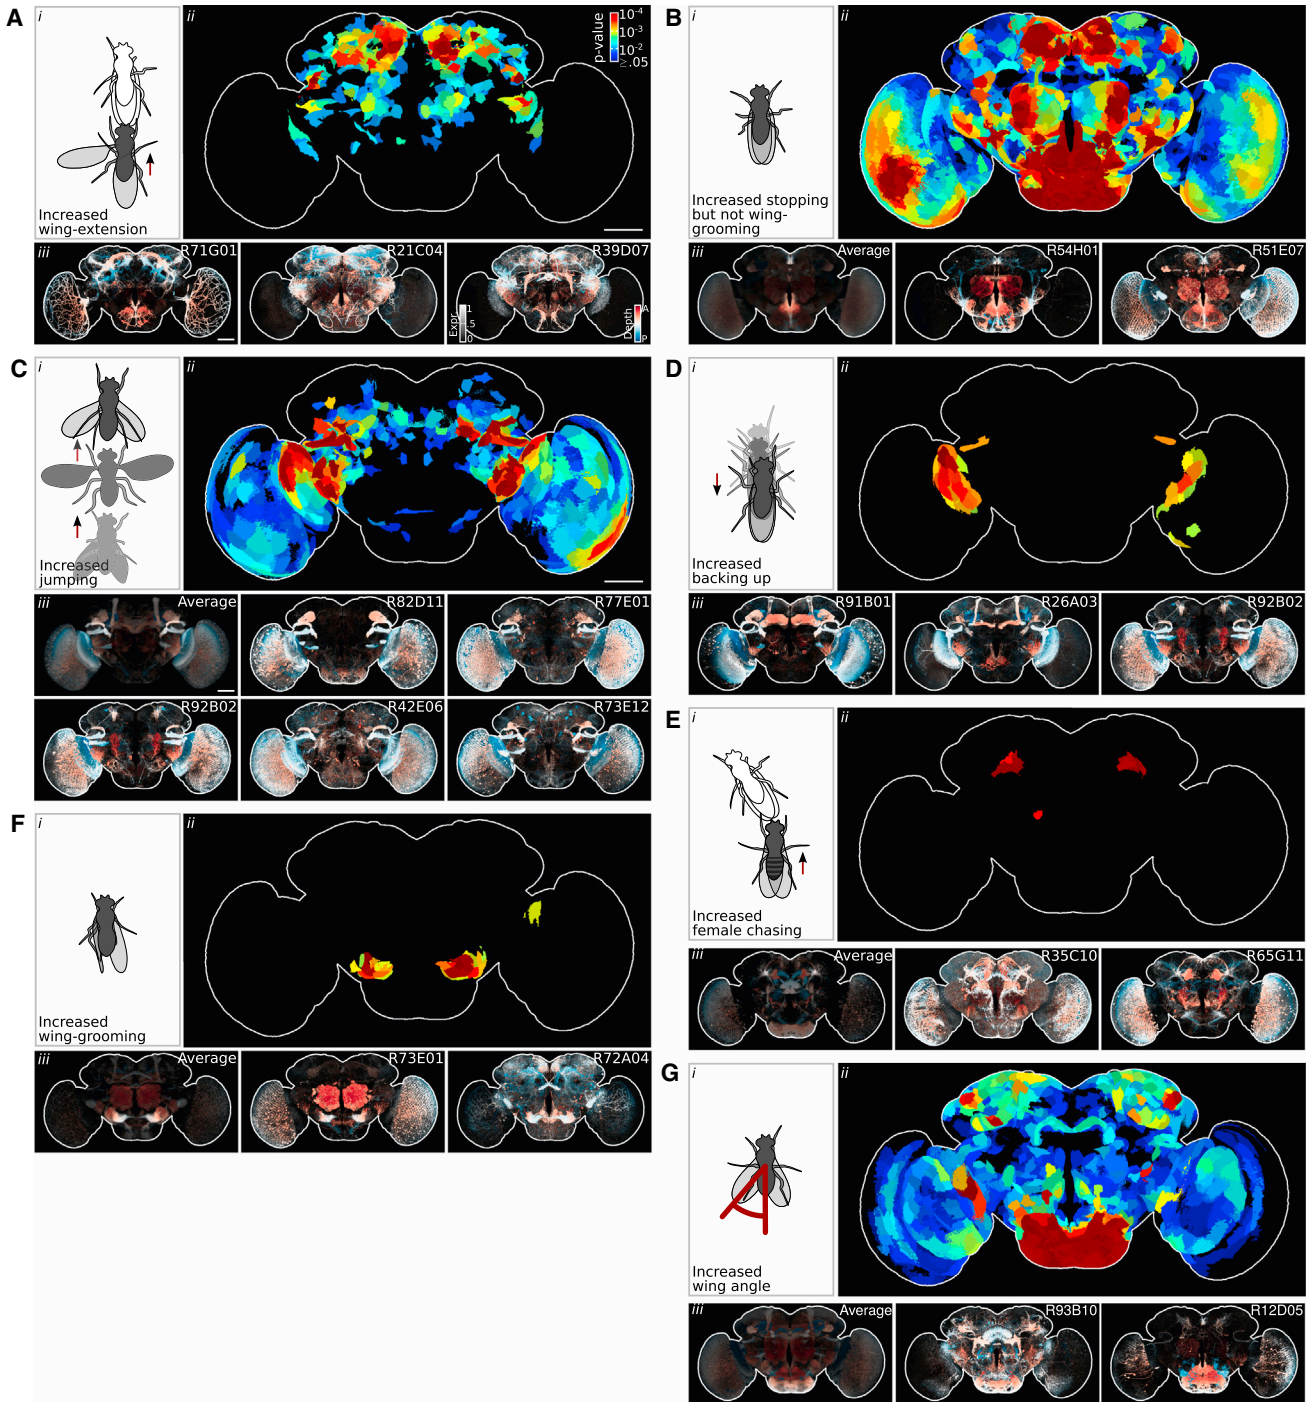 A
i
ii
p-value
10-4
10-3
10-2
≥.05
Increased
wing-extension
iii
R71G01
R21C04
R39D07
Expr.
1
.5
0
Depth
A
P
B
i
ii
Increased stopping
but not wing-
grooming
iii
Average
R54H01
R51E07
C
i
ii
Increased
jumping
iii
Average
R82D11
R77E01
R92B02
R42E06
R73E12
D
i
ii
Increased
backing up
iii
R91B01
R26A03
R92B02
E
i
ii
Increased
female chasing
iii
Average
R35C10
R65G11
F
i
ii
Increased
wing-grooming
iii
Average
R73E01
R72A04
G
i
ii
Increased
wing angle
iii
Average
R93B10
R12D05